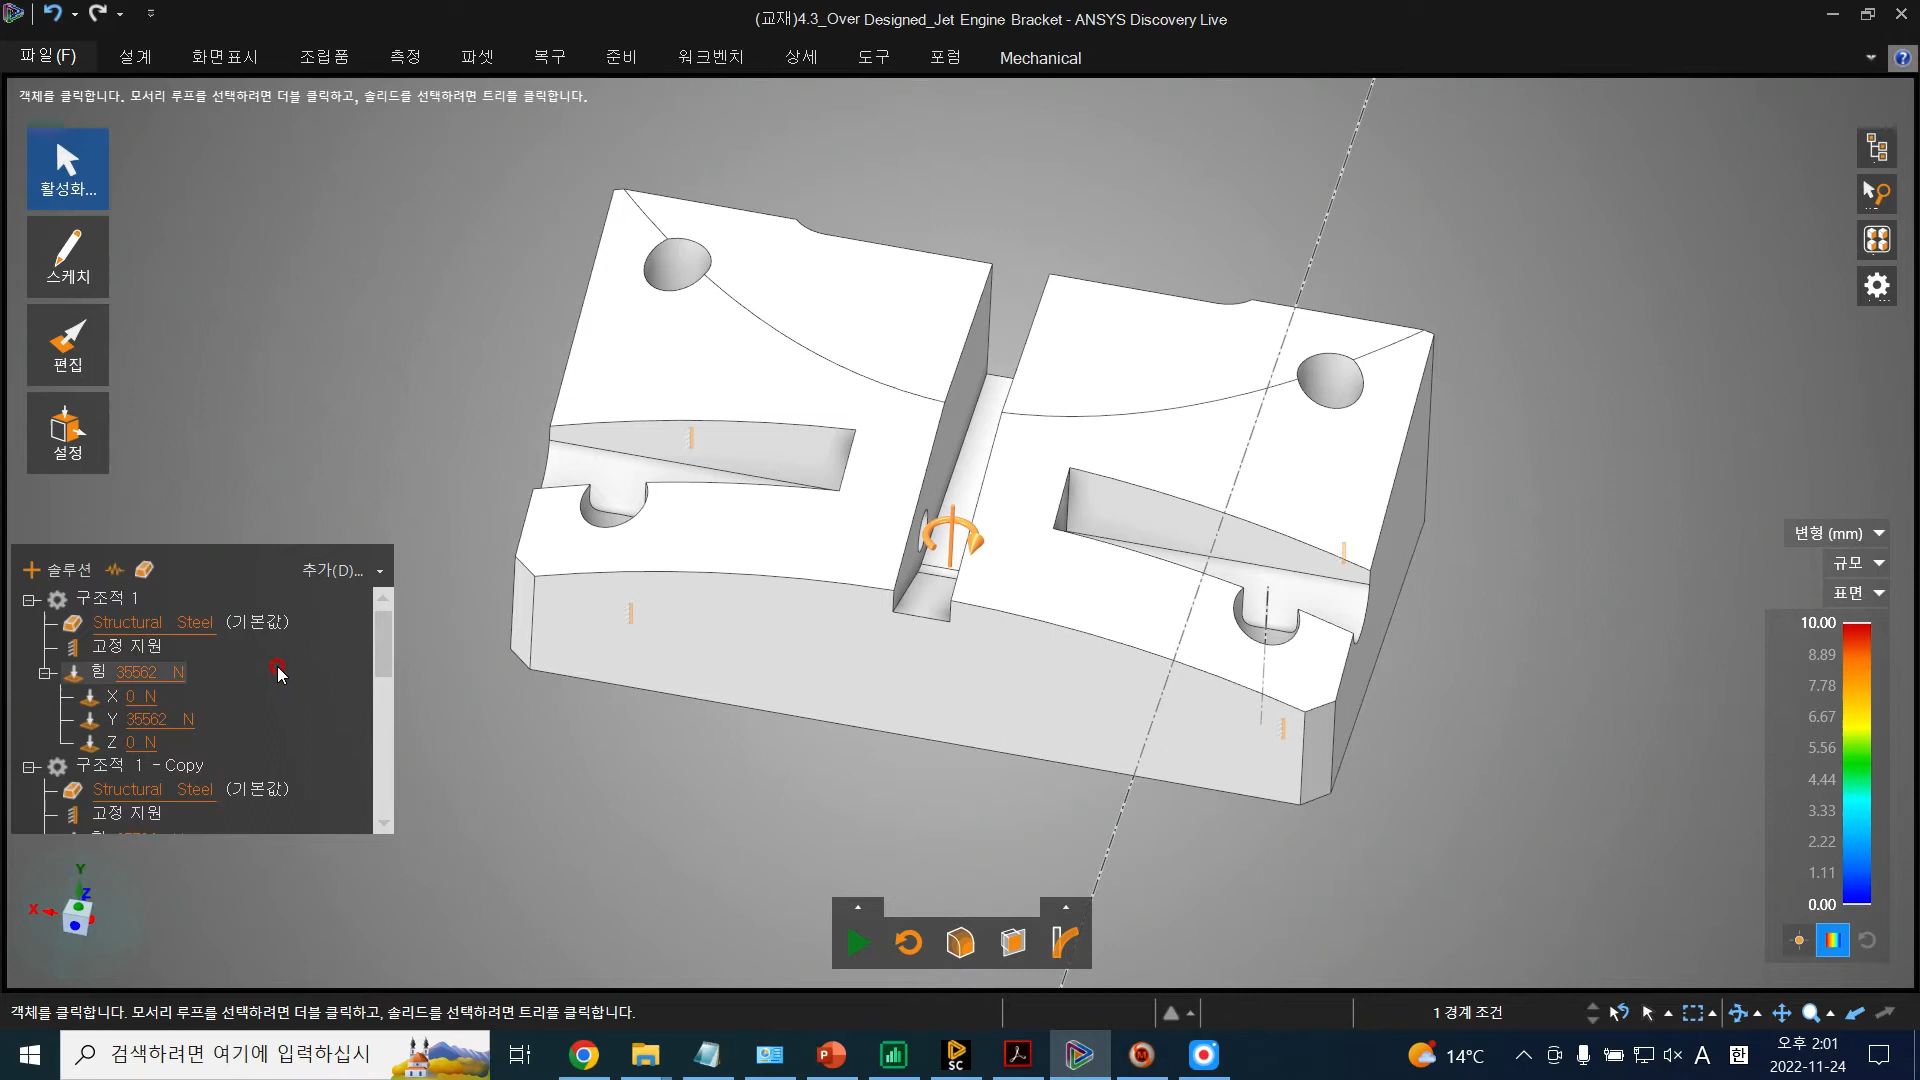 (교재)4.3_Over Designed_Jet Engine Bracket - ANSYS Discovery Live
파일(F) 설계 화면표시 조립품 측정 파셋 복구 준비 워크벤치 상세 도구 포럼 Mechanical
객체를 클릭합니다. 모서리 루프를 선택하려면 더블 클릭하고, 솔리드를 선택하려면 트리플 클릭합니다.
활성화...
스케치
편집
설정
변형 (mm)
규모
표면
솔루션 추가(D)...
구조적 1
Structural Steel (기본값)
고정 지원
힘 35562 N
X 0 N
Y 35562 N
Z 0 N
구조적 1 - Copy
Structural Steel (기본값)
고정 지원
10.00
8.89
7.78
6.67
5.56
4.44
3.33
2.22
1.11
0.00
Y
Z
X
객체를 클릭합니다. 모서리 루프를 선택하려면 더블 클릭하고, 솔리드를 선택하려면 트리플 클릭합니다. 1 경계 조건
검색하려면 여기에 입력하십시 SC 14°C A 한 오후 2:01
2022-11-24